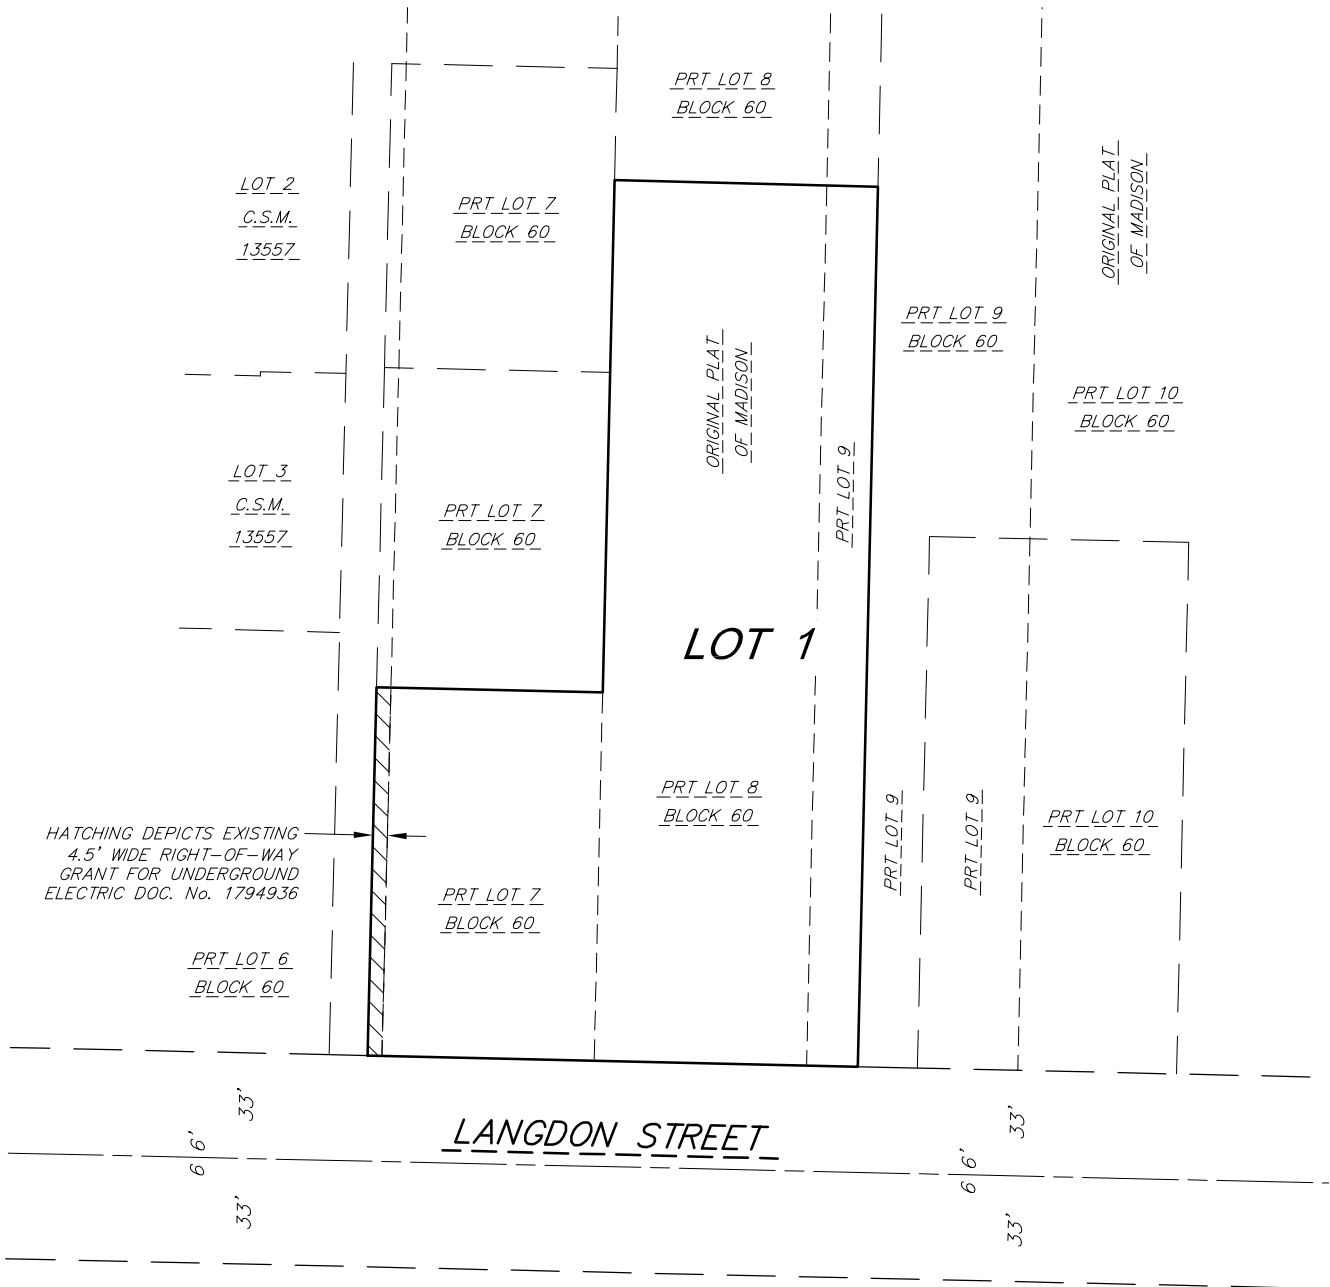 PRT LOT 8
BLOCK 60
ORIGINAL PLAT
OF MADISON
LOT 2
C.S.M.
13557
PRT LOT 7
BLOCK 60
PRT LOT 9
BLOCK 60
ORIGINAL PLAT
OF MADISON
PRT LOT 10
BLOCK 60
PRT LOT 9
LOT 3
C.S.M.
13557
PRT LOT 7
BLOCK 60
LOT 1
PRT LOT 8
BLOCK 60
PRT LOT 9
PRT LOT 9
PRT LOT 10
BLOCK 60
HATCHING DEPICTS EXISTING
4.5' WIDE RIGHT-OF-WAY
GRANT FOR UNDERGROUND
ELECTRIC DOC. No. 1794936
PRT LOT 7
BLOCK 60
PRT LOT 6
BLOCK 60
33'
33'
LANGDON STREET
66'
66'
33'
33'